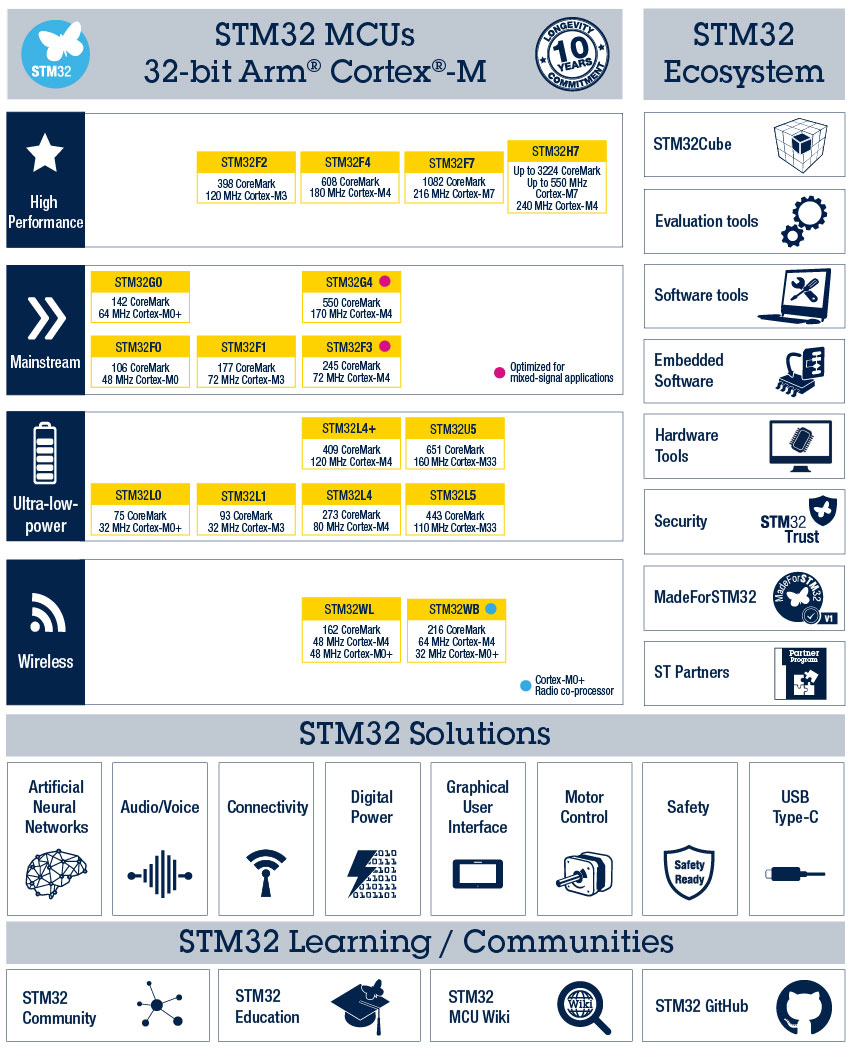 STM32
STM32 MCUs
32-bit Arm® Cortex®-M
LONGEVITY
10
YEARS
COMMITMENT
STM32
Ecosystem
High
Performance
STM32F2
398 CoreMark
120 MHz Cortex-M3
STM32F4
608 CoreMark
180 MHz Cortex-M4
STM32F7
1082 CoreMark
216 MHz Cortex-M7
STM32H7
Up to 3224 CoreMark
Up to 550 MHz
Cortex-M7
240 MHz Cortex-M4
Mainstream
STM32G0
142 CoreMark
64 MHz Cortex-M0+
STM32G4
550 CoreMark
170 MHz Cortex-M4
STM32F0
106 CoreMark
48 MHz Cortex-M0
STM32F1
177 CoreMark
72 MHz Cortex-M3
STM32F3
245 CoreMark
72 MHz Cortex-M4
Optimized for
mixed-signal applications
Ultra-low-
power
STM32L4+
409 CoreMark
120 MHz Cortex-M4
STM32U5
651 CoreMark
160 MHz Cortex-M33
STM32L0
75 CoreMark
32 MHz Cortex-M0+
STM32L1
93 CoreMark
32 MHz Cortex-M3
STM32L4
273 CoreMark
80 MHz Cortex-M4
STM32L5
443 CoreMark
110 MHz Cortex-M33
Wireless
STM32WL
162 CoreMark
48 MHz Cortex-M4
48 MHz Cortex-M0+
STM32WB
216 CoreMark
64 MHz Cortex-M4
32 MHz Cortex-M0+
Cortex-M0+
Radio co-processor
STM32Cube
Evaluation tools
Software tools
Embedded
Software
Hardware
Tools
Security
STM32
Trust
MadeForSTM32
MadeForSTM32
V1
ST Partners
Partner
Program
STM32 Solutions
Artificial
Neural
Networks
Audio/Voice
Connectivity
Digital
Power
01010
10111
01011
010111
010111
Graphical
User
Interface
Motor
Control
Safety
Safety
Ready
USB
Type-C
STM32 Learning / Communities
STM32
Community
STM32
Education
STM32
MCU Wiki
Wiki
STM32 GitHub